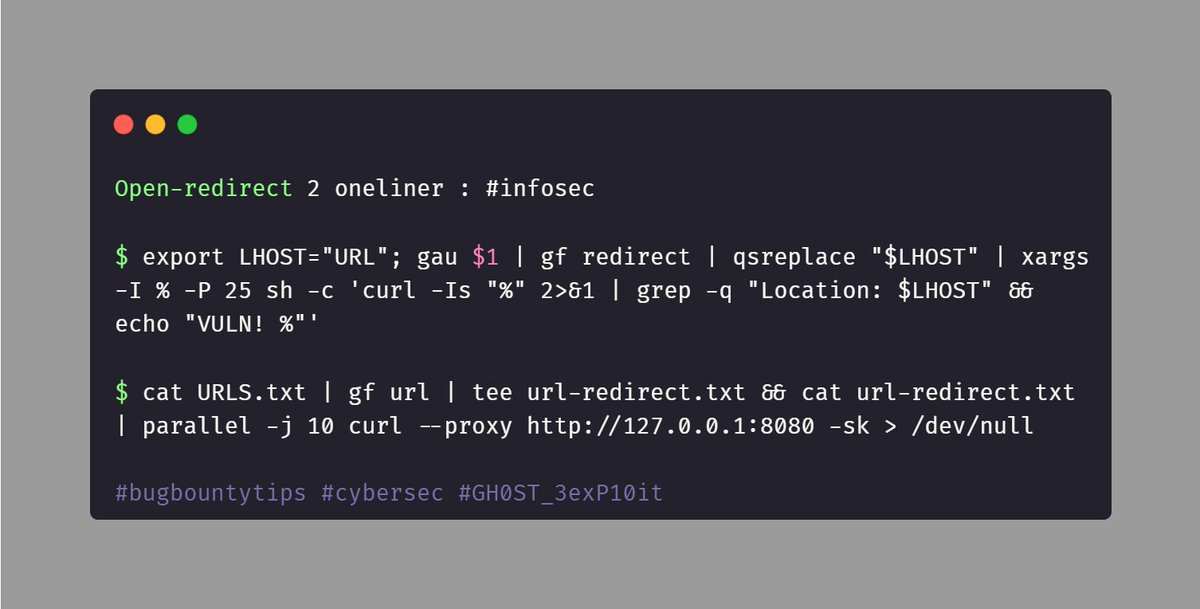 Open-redirect 2 oneliner : #infosec
$ export LHOST="URL"; gau $1 | gf redirect | qsreplace "$LHOST" | xargs
-I % -P 25 sh -c 'curl -Is "%" 2>&1 | grep -q "Location: $LHOST" &&
echo "VULN! %"'
$ cat URLS.txt | gf url | tee url-redirect.txt && cat url-redirect.txt
| parallel -j 10 curl --proxy http://127.0.0.1:8080 -sk > /dev/null
#bugbountytips #cybersec #GH0ST_3exP10it